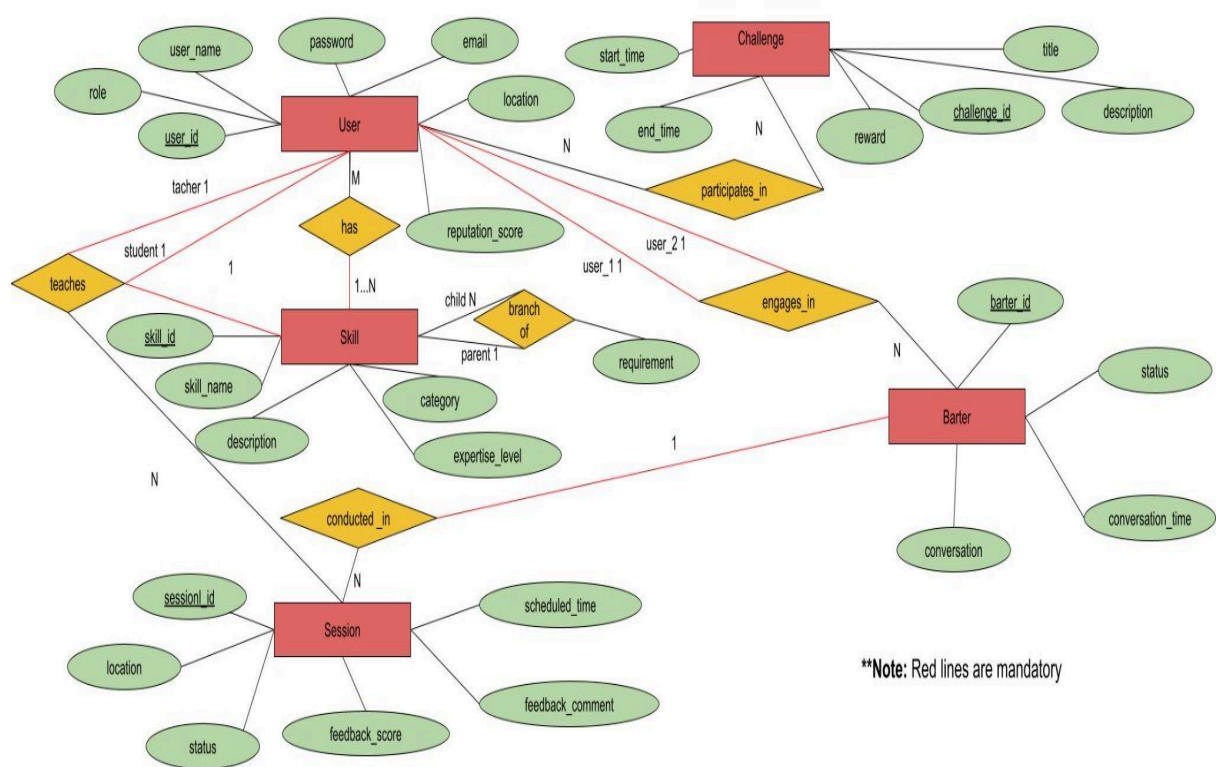 Challenge
title
password
email
user_name
start_time
role
location
challenge_id
description
User
end_time
reward
user_id
N
N
M
participates_in
tacher 1
has
reputation_score
student 1
user_2 1
1
user_1 1
teaches
1...N
child N
branch
of
engages_in
barter_id
skill_id
Skill
parent 1
requirement
N
status
skill_name
category
Barter
description
1
expertise_level
N
conducted _in
conversation_time
conversation
N
sessionl_id
scheduled_time
Session
location
**Note: Red lines are mandatory
feedback_comment
status
feedback_score